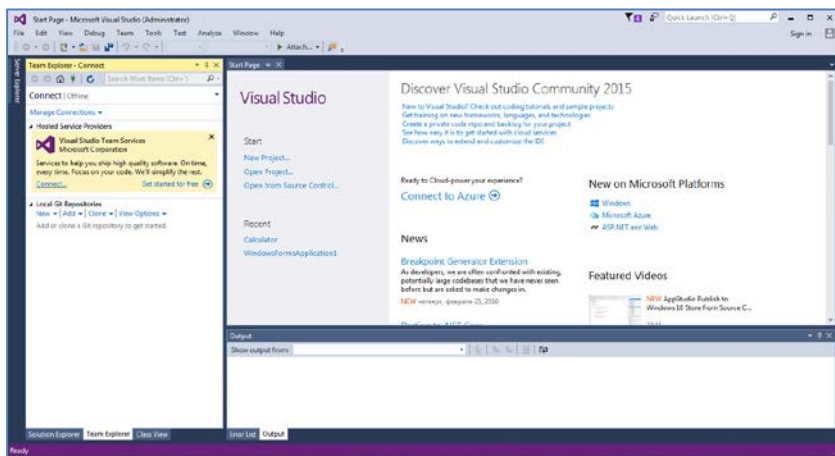 Start Page - Microsoft Visual Studio (Administrator)
Quick Launch (Ctrl+Q)
File Edit View Debug Team Tools Test Analyze Window Help
Sign in
Attach...
Server Explorer
Team Explorer - Connect
Search Work Items (Ctrl+')
Connect | Offline
Manage Connections
Hosted Service Providers
Visual Studio Team Services
Microsoft Corporation
Services to help you ship high quality software. On time,
every time. Focus on your code. We'll simplify the rest.
Connect...
Get started for free
Local Git Repositories
New | Add | Clone | View Options
Add or clone a Git repository to get started.
Solution Explorer Team Explorer Class View
Start Page
Visual Studio
Start
New Project...
Open Project...
Open from Source Control...
Recent
Calculator
WindowsFormsApplication1
Discover Visual Studio Community 2015
New to Visual Studio? Check out coding tutorials and sample projects
Get training on new frameworks, languages, and technologies
Create a private code repo and backlog for your project
See how easy it is to get started with cloud services
Discover ways to extend and customize the IDE
Ready to Cloud-power your experience?
Connect to Azure
New on Microsoft Platforms
Windows
Microsoft Azure
ASP.NET and Web
News
Breakpoint Generator Extension
As developers, we are often confronted with existing,
potentially large codebases that we have never seen
before but are asked to make changes in.
NEW четверг, февраля 25, 2016
Featured Videos
NEW AppStudio Publish to
Windows 10 Store from Source C...
Output
Show output from:
Error List Output
Ready